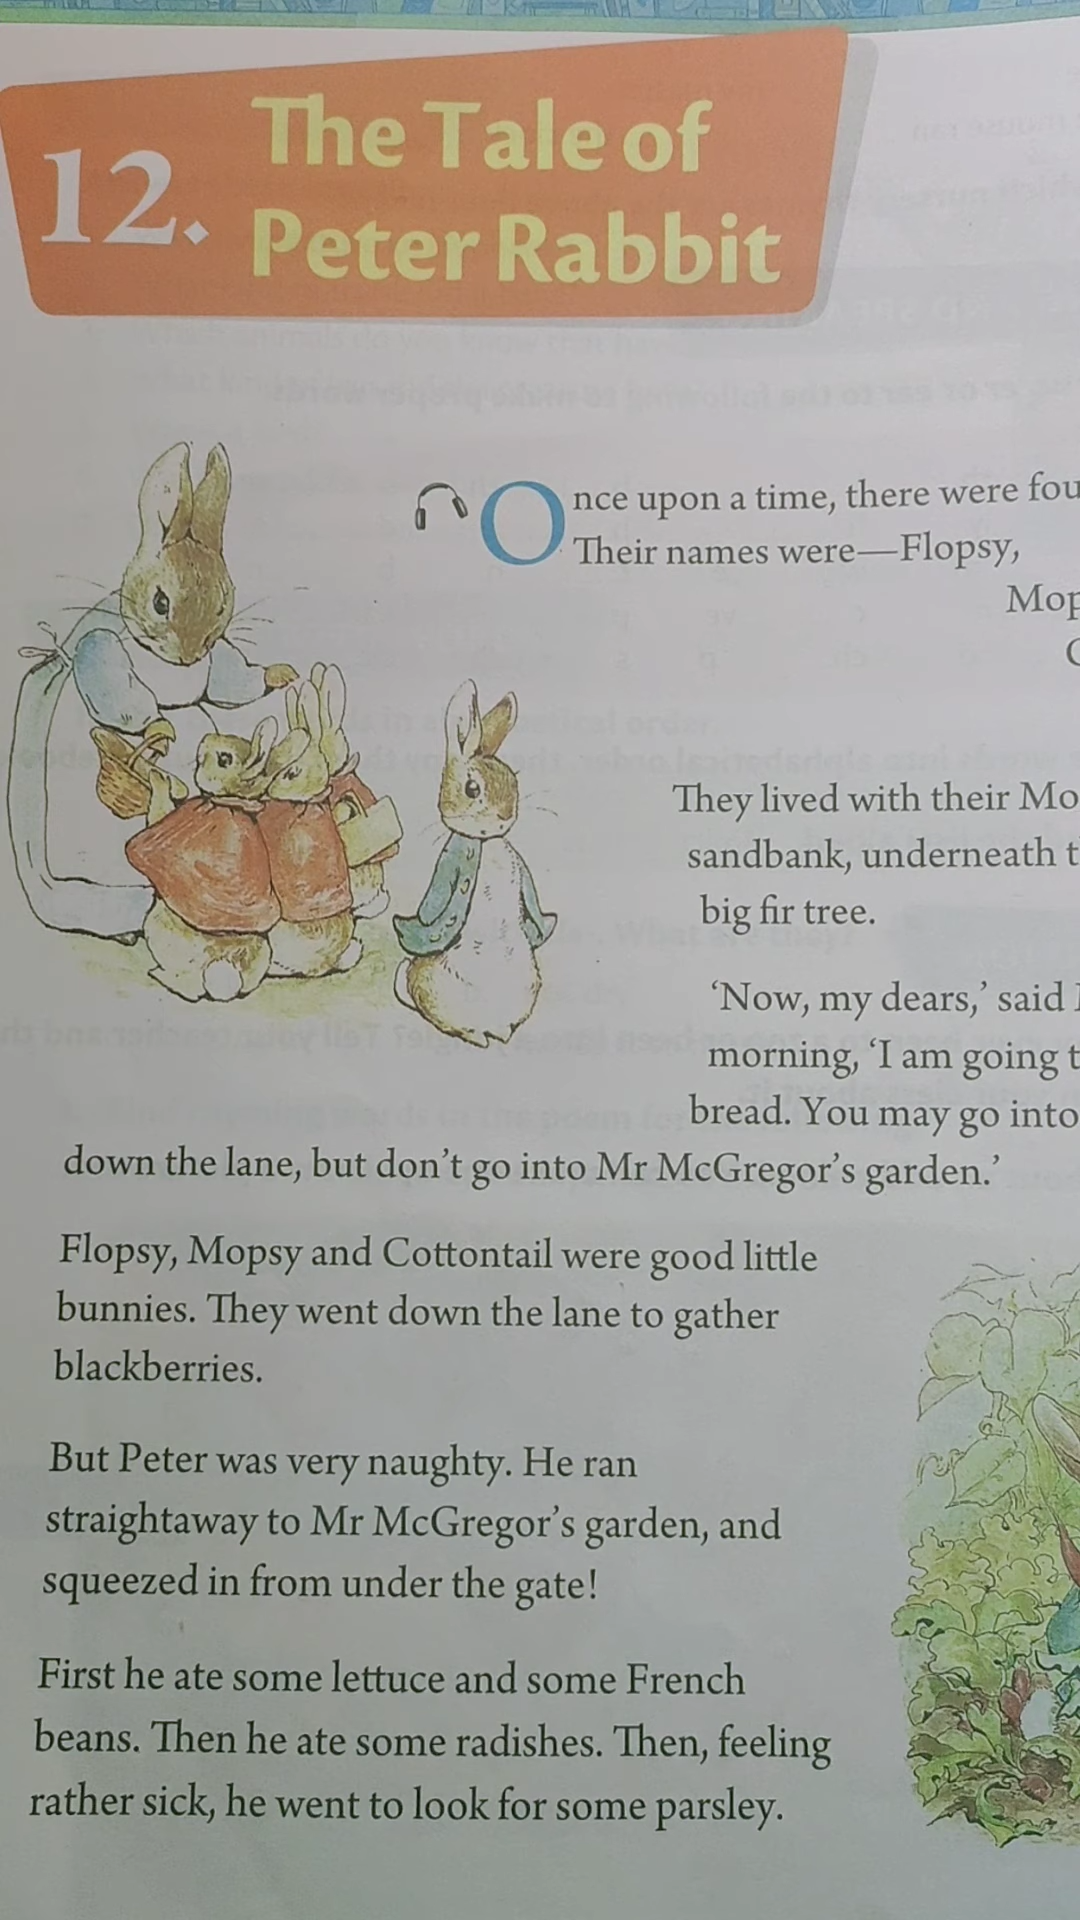 12.
The Tale of
Peter Rabbit
Once upon a time, there were
Their names were—Flopsy,
They lived with their
sandbank, underneath
big fir tree.
‘Now, my dears,’ said
morning, ‘I am going
bread. You may go into
down the lane, but don’t go into Mr McGregor’s garden.’
Flopsy, Mopsy and Cottontail were good little
bunnies. They went down the lane to gather
blackberries.
But Peter was very naughty. He ran
straightaway to Mr McGregor’s garden, and
squeezed in from under the gate!
First he ate some lettuce and some French
beans. Then he ate some radishes. Then, feeling
rather sick, he went to look for some parsley.